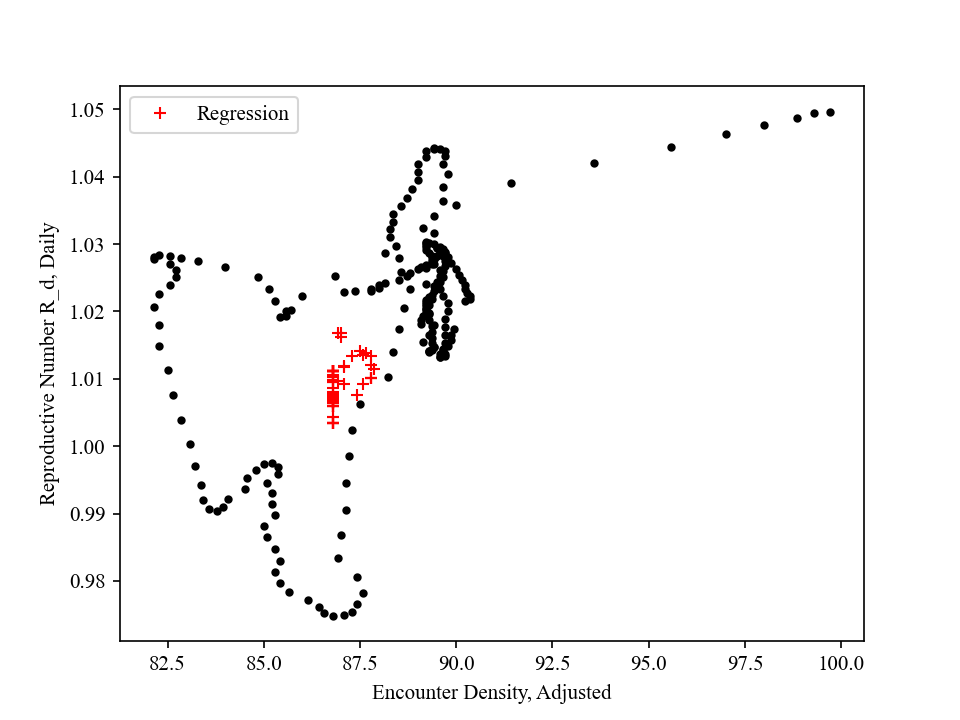 Regression
1.05
1.04
1.03
1.02
1.01
1.00
0.99
0.98
Reproductive Number R_d, Daily
82.5 85.0 87.5 90.0 92.5 95.0 97.5 100.0
Encounter Density, Adjusted